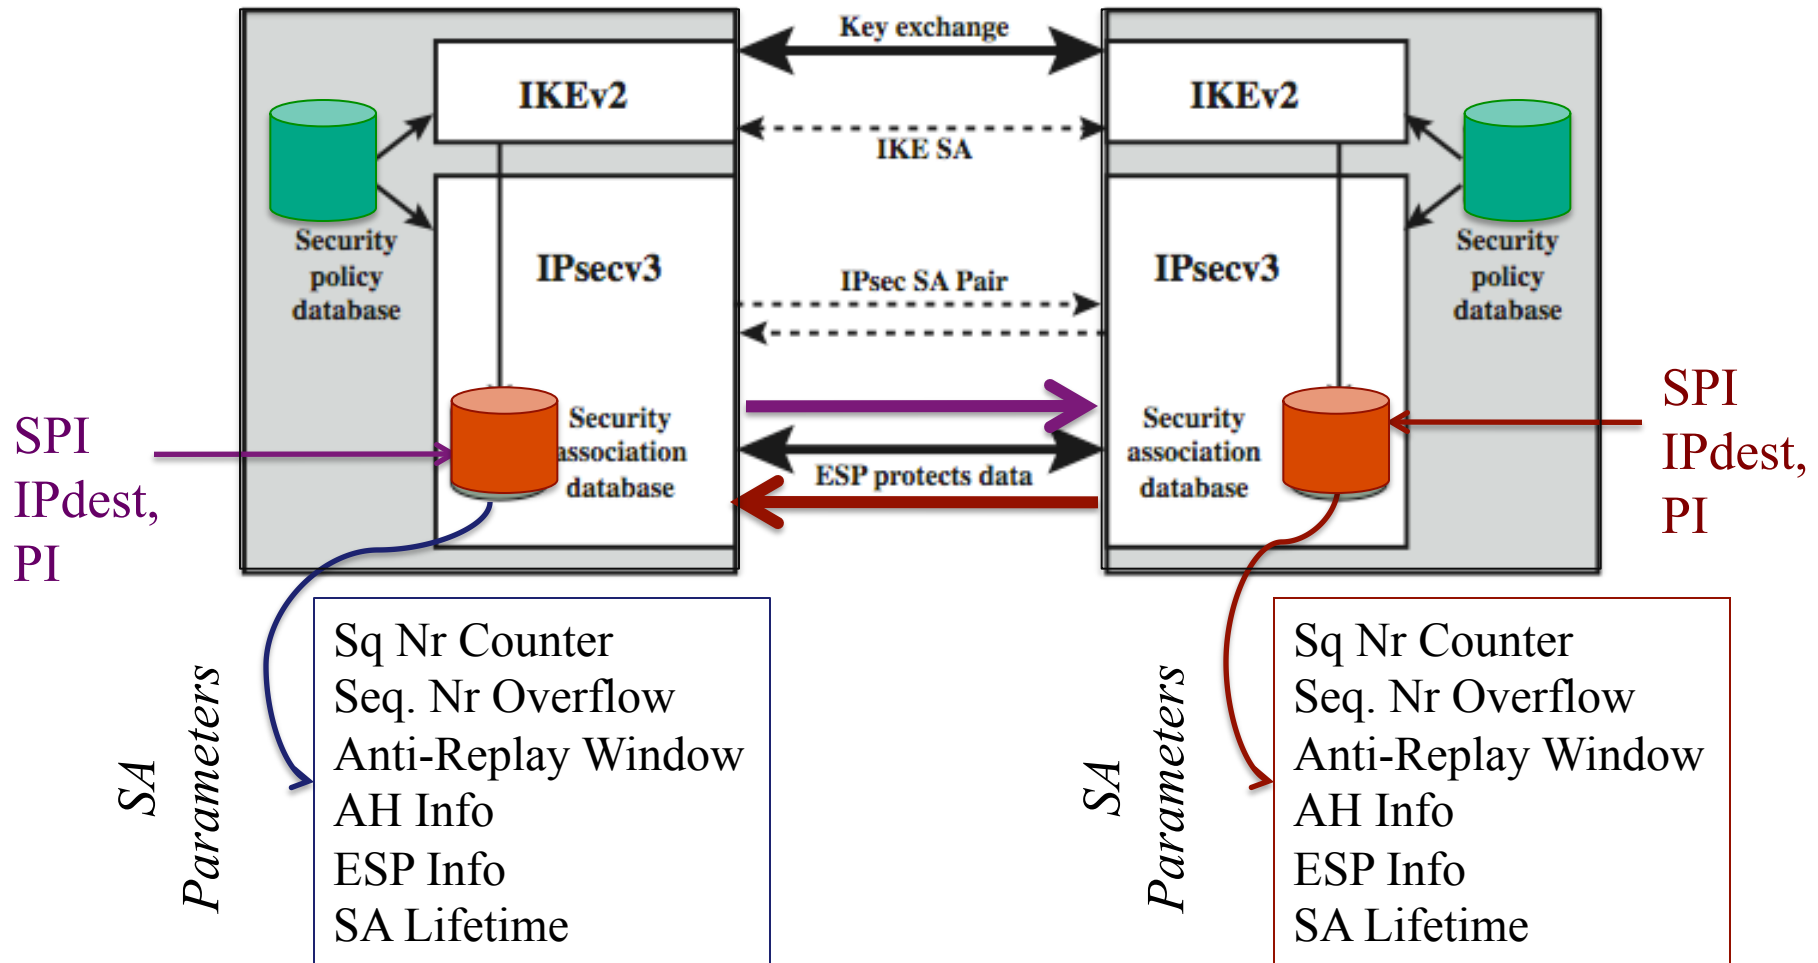 Key exchange
IKEv2
IKEv2
IKE SA
Security
policy
database
Security
policy
database
IPsecv3
IPsec SA Pair
IPsecv3
SPI
IPdest,
PI
Security
association
database
ESP protects data
Security
association
database
SPI
IPdest,
PI
SA
Parameters
Sq Nr Counter
Seq. Nr Overflow
Anti-Replay Window
AH Info
ESP Info
SA Lifetime
SA
Parameters
Sq Nr Counter
Seq. Nr Overflow
Anti-Replay Window
AH Info
ESP Info
SA Lifetime